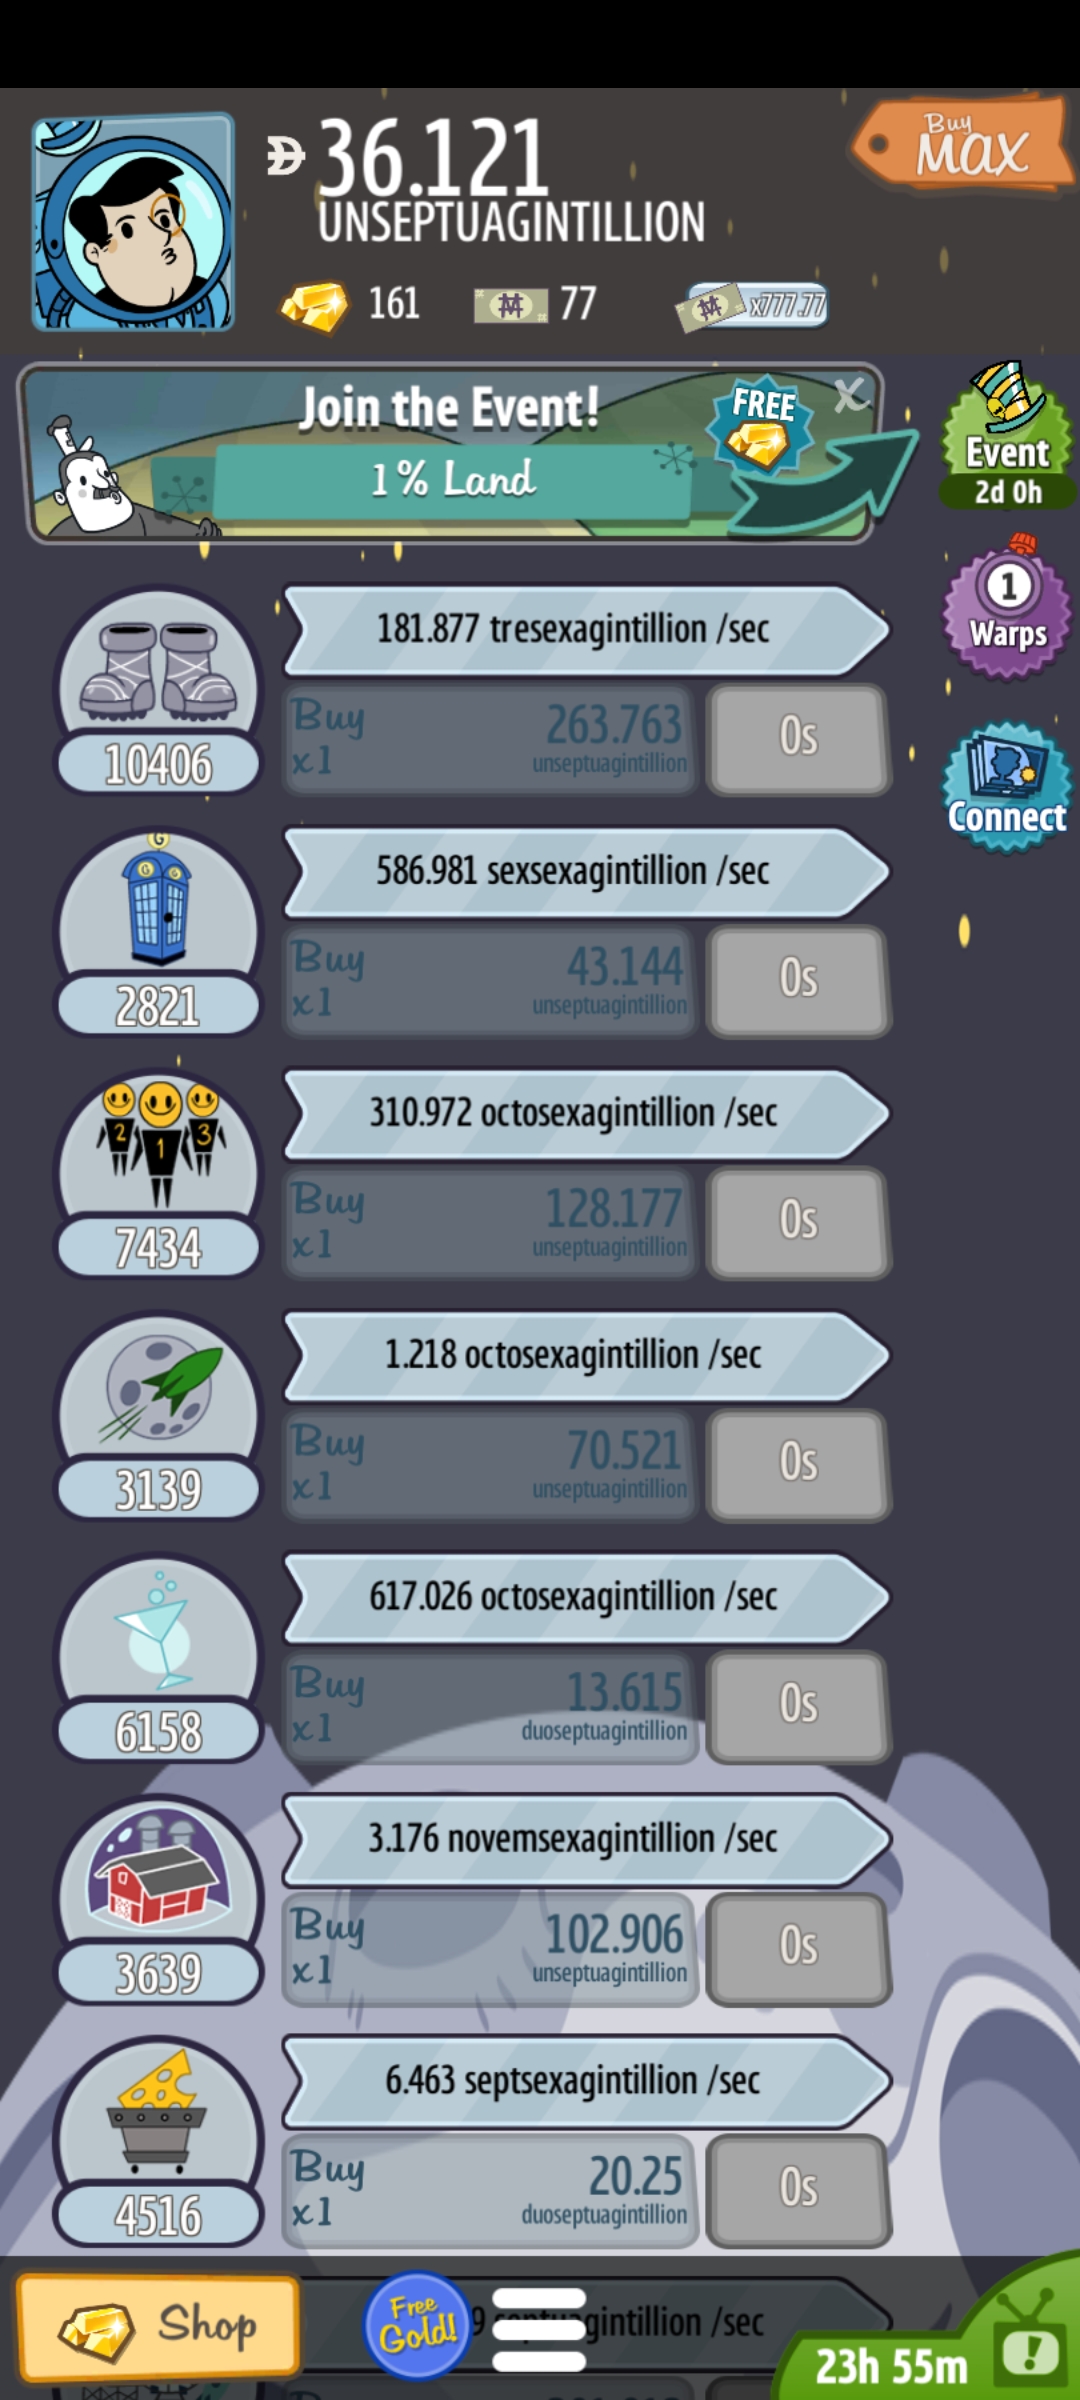 Buy
MAX
36.121
UNSEPTUAGINTILLION
161
77
x777.77
Join the Event!
FREE
X
1% Land
Event
2d 0h
1
Warps
Connect
181.877 tresexagintillion /sec
Buy
x1
263.763
unseptuagintillion
0s
10406
G
G G
586.981 sexsexagintillion /sec
Buy
x1
43.144
unseptuagintillion
0s
2821
2 1 3
310.972 octosexagintillion /sec
Buy
x1
128.177
unseptuagintillion
0s
7434
1.218 octosexagintillion /sec
Buy
x1
70.521
unseptuagintillion
0s
3139
617.026 octosexagintillion /sec
Buy
x1
13.615
duoseptuagintillion
0s
6158
3.176 novemsexagintillion /sec
Buy
x1
102.906
unseptuagintillion
0s
3639
6.463 septsexagintillion /sec
Buy
x1
20.25
duoseptuagintillion
0s
4516
Shop
Free
Gold!
/sec
!
23h 55m
Buy